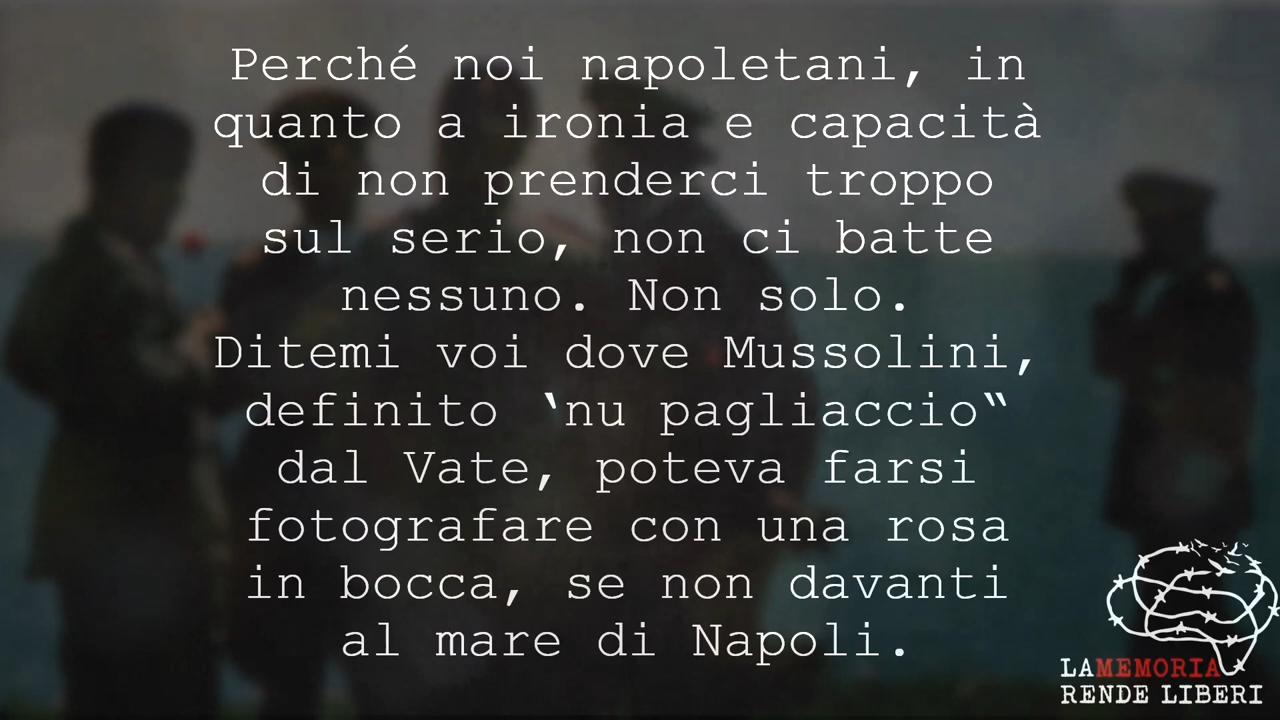 Perché noi napoletani, in
quanto a ironia e capacità
di non prenderci troppo
sul serio, non ci batte
nessuno. Non solo.
Ditemi voi dove Mussolini,
definito ‛nu pagliaccio‟
dal Vate, poteva farsi
fotografare con una rosa
in bocca, se non davanti
al mare di Napoli.
LAMEMORIA
RENDE LIBERI